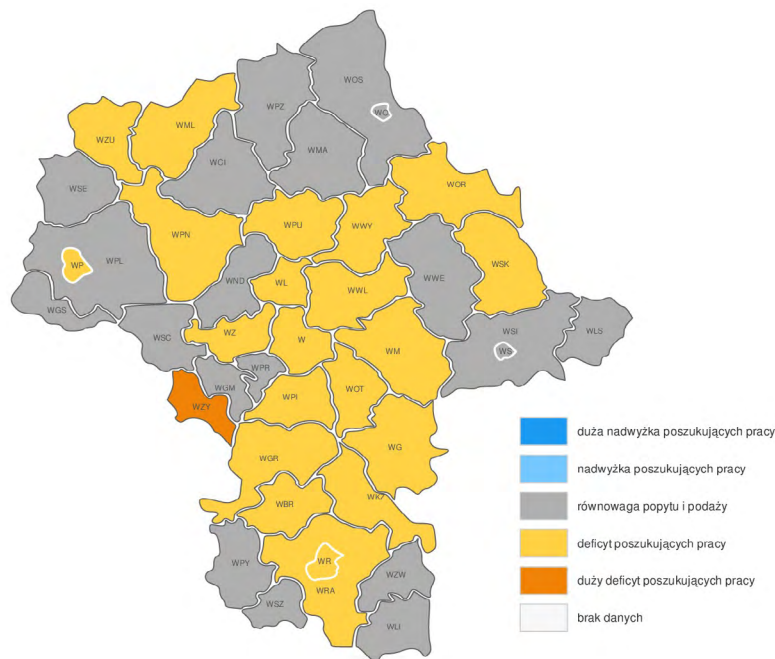 WOS
WPZ
WO
WML
WZU
WCI
WMA
WSE
WOR
WPN
WPU
WWY
WPL
WP
WWE
WSK
WND
WL
WWL
WGS
WSC
WZ
W
WM
WSI
WS
WLS
WPR
WGM
WZY
WPI
WOT
WG
WGR
WBR
WKZ
WPY
WR
WRA
WZW
WSZ
WLI
duża nadwyżka poszukujących pracy
nadwyżka poszukujących pracy
równowaga popytu i podaży
deficyt poszukujących pracy
duży deficyt poszukujących pracy
brak danych